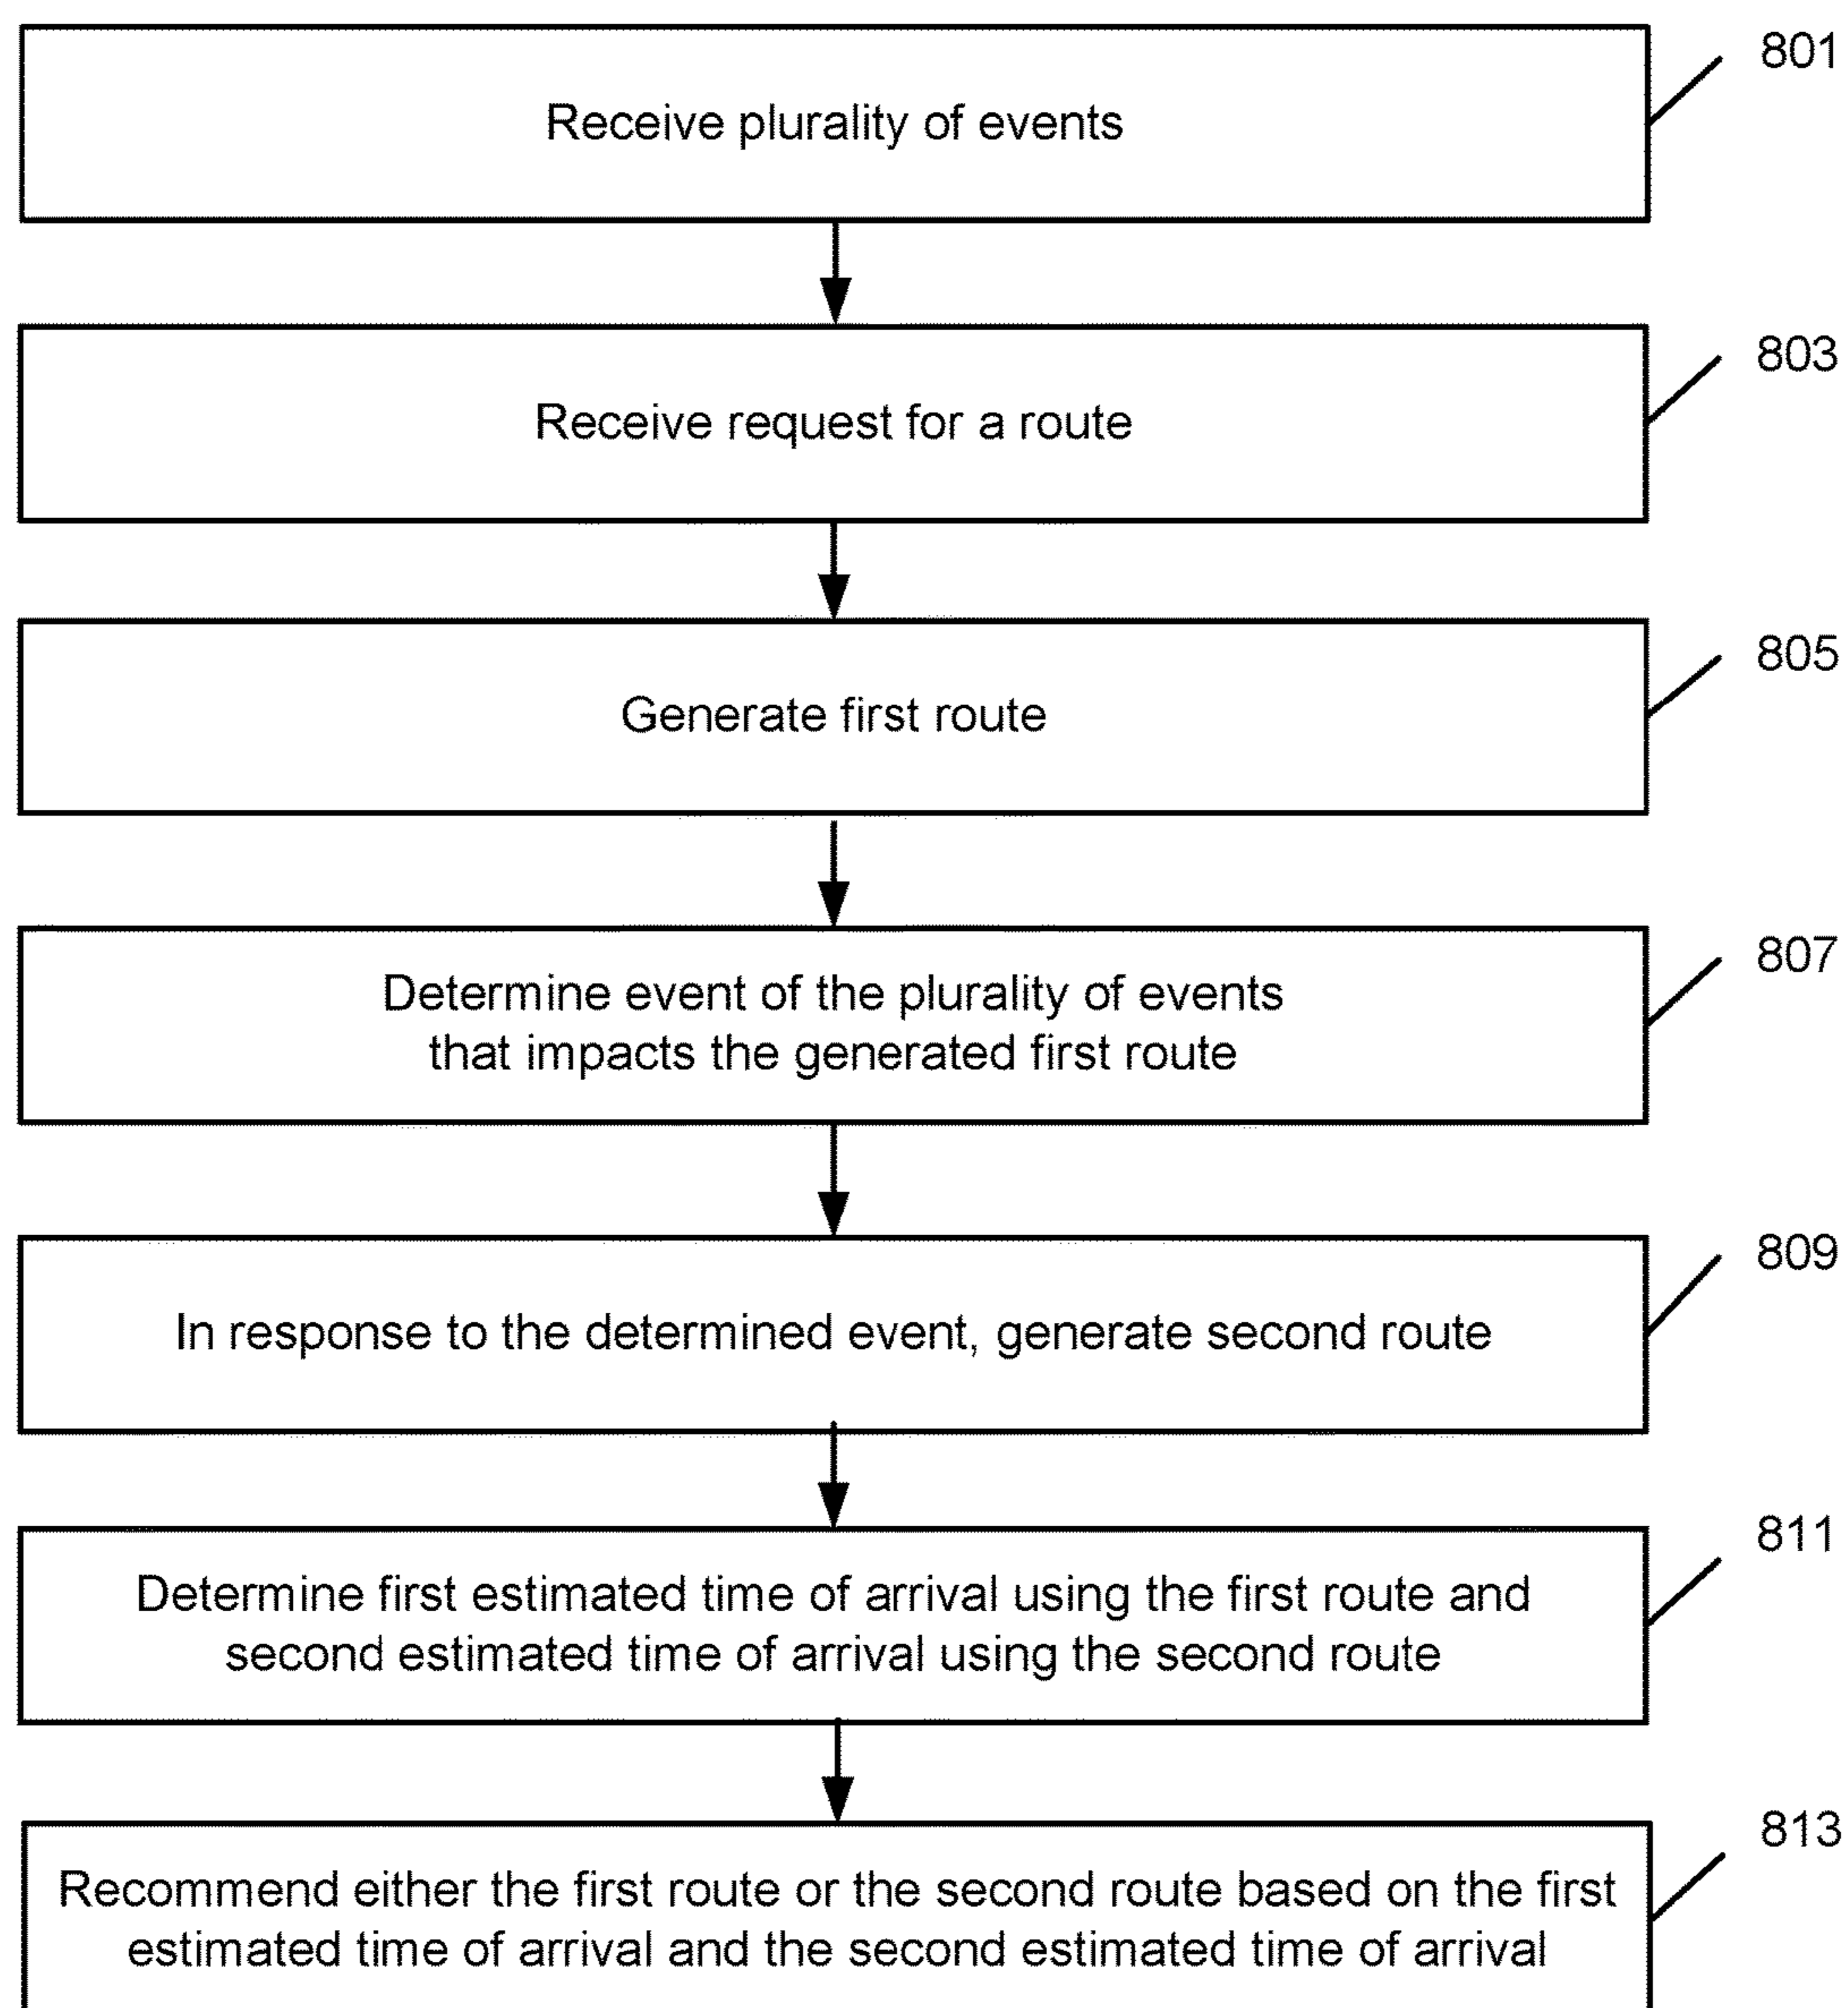 801
Receive plurality of events
803
Receive request for a route
805
Generate first route
807
Determine event of the plurality of events
that impacts the generated first route
809
In response to the determined event, generate second route
811
Determine first estimated time of arrival using the first route and
second estimated time of arrival using the second route
813
Recommend either the first route or the second route based on the first
estimated time of arrival and the second estimated time of arrival